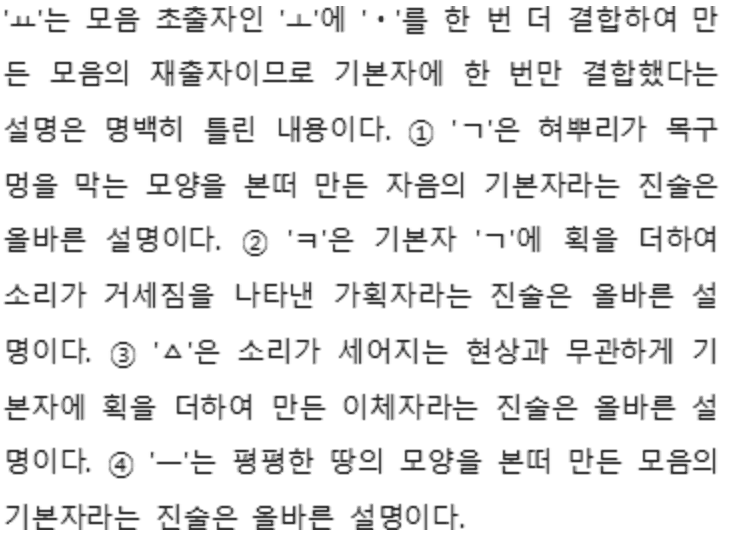 'ㅛ'는 모음 초출자인 'ㅗ'에 '·'를 한 번 더 결합하여 만
든 모음의 재출자이므로 기본자에 한 번만 결합했다는
설명은 명백히 틀린 내용이다. ① 'ㄱ'은 혀뿌리가 목구
멍을 막는 모양을 본떠 만든 자음의 기본자라는 진술은
올바른 설명이다. ② 'ㅋ'은 기본자 'ㄱ'에 획을 더하여
소리가 거세짐을 나타낸 가획자라는 진술은 올바른 설
명이다. ③ 'ㅿ'은 소리가 세어지는 현상과 무관하게 기
본자에 획을 더하여 만든 이체자라는 진술은 올바른 설
명이다. ④ 'ㅡ'는 평평한 땅의 모양을 본떠 만든 모음의
기본자라는 진술은 올바른 설명이다.